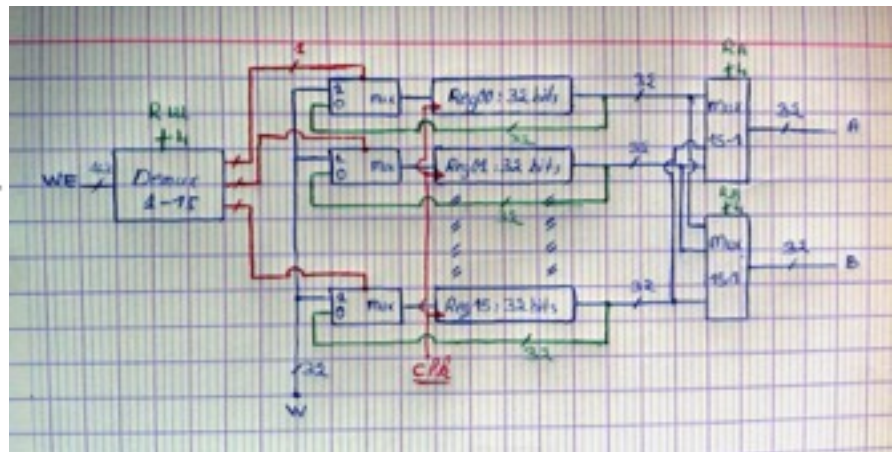 1
RW
4
WE
Demux
1-15
1
0
mux
Reg00: 32 bits
32
32
RA
4
mux
15-1
32
A
1
0
mux
Reg01: 32 bits
32
32
RB
4
mux
15-1
32
B
1
0
mux
Reg15: 32 bits
32
32
32
clk
W